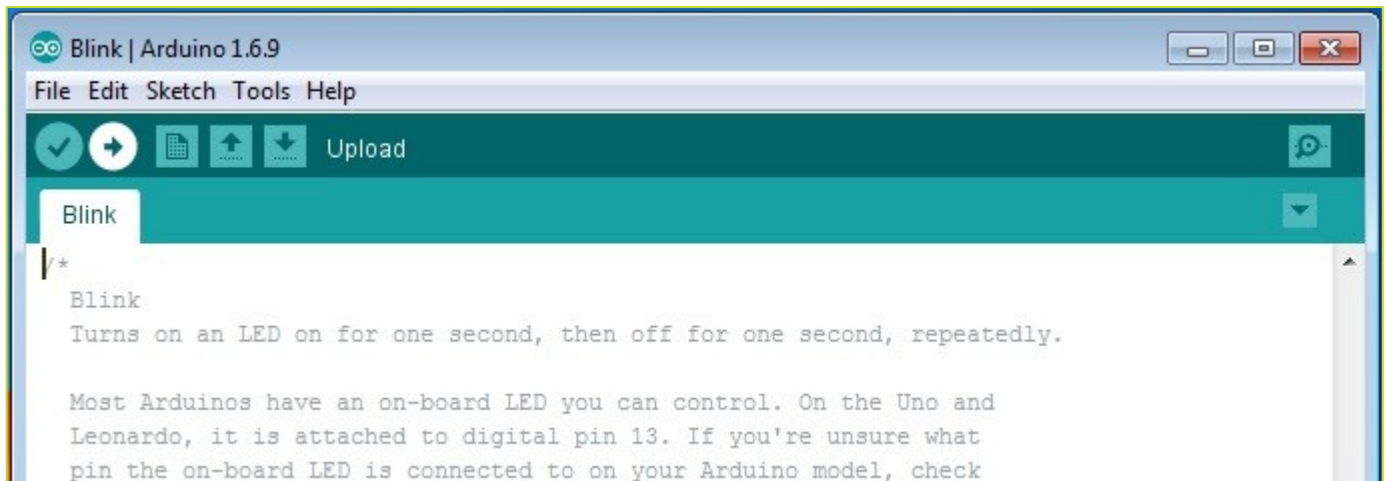 Blink | Arduino 1.6.9
File Edit Sketch Tools Help
Upload
Blink
/*
Blink
Turns on an LED on for one second, then off for one second, repeatedly.
Most Arduinos have an on-board LED you can control. On the Uno and
Leonardo, it is attached to digital pin 13. If you're unsure what
pin the on-board LED is connected to on your Arduino model, check